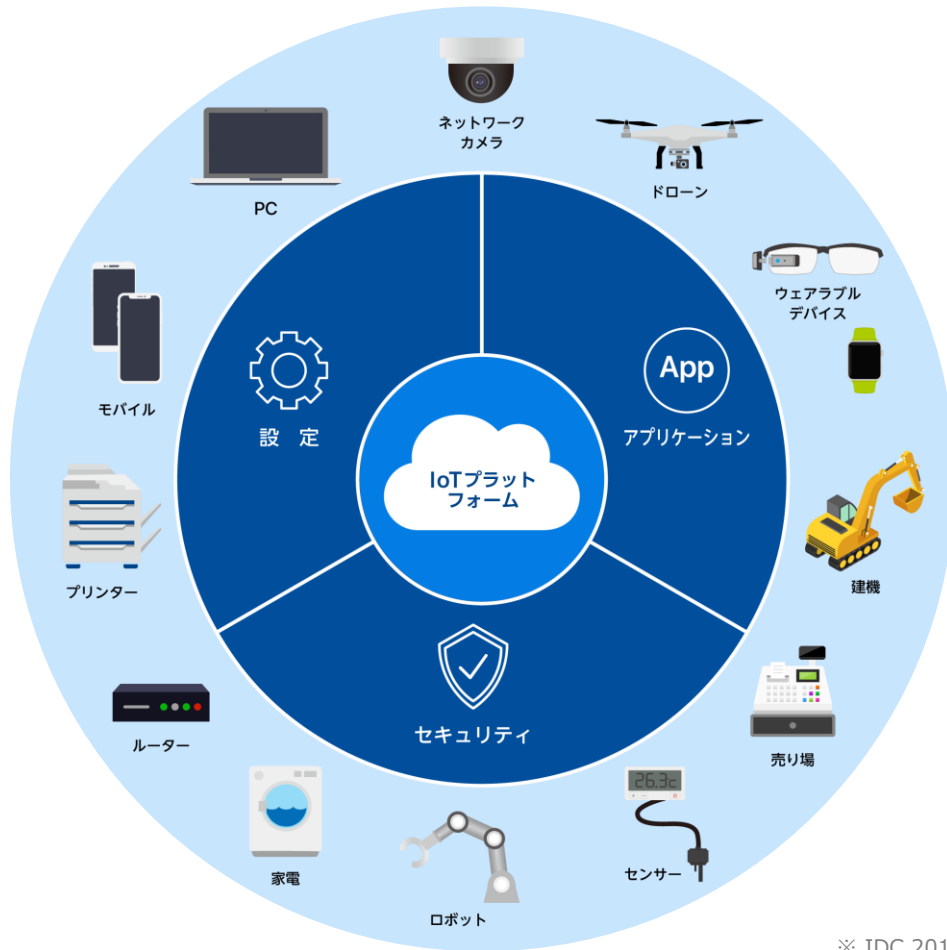 ネットワーク
カメラ
ドローン
PC
ウェアラブル
デバイス
モバイル
App
設 定
アプリケーション
IoTプラット
フォーム
プリンター
建機
セキュリティ
ルーター
売り場
26.3c
センサー
家電
ロボット
※ IDC 201